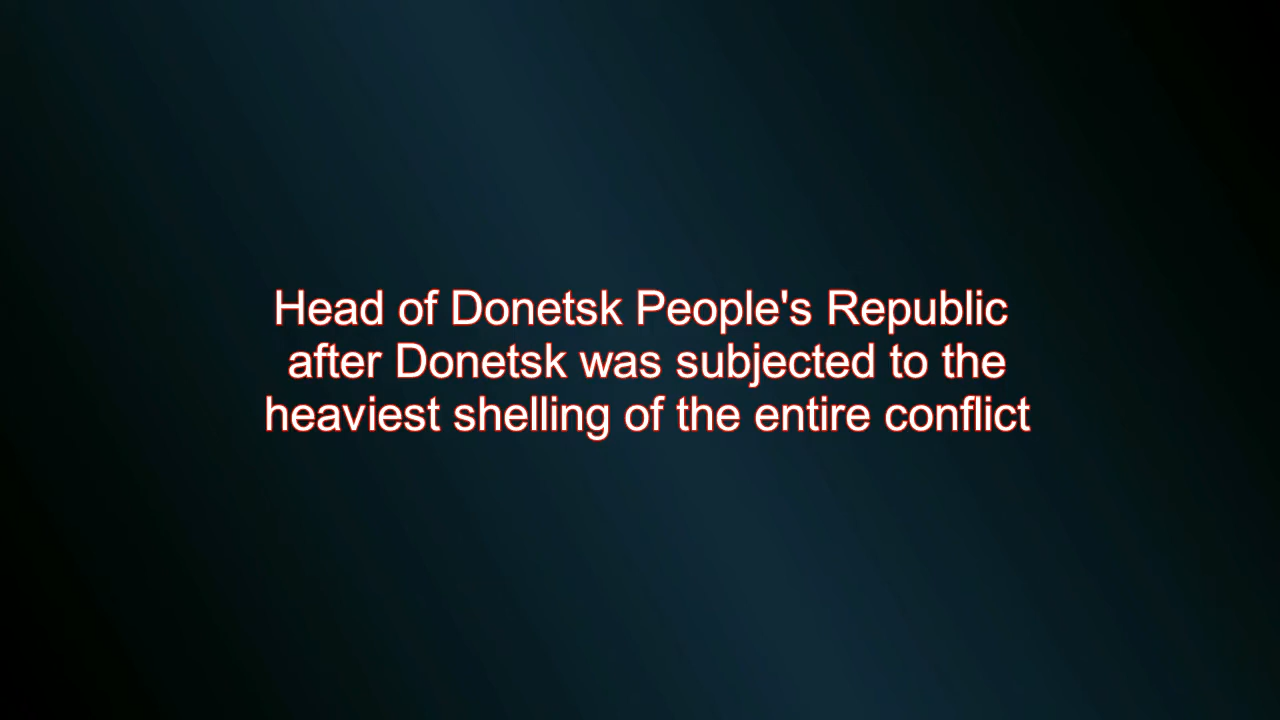 Head of Donetsk People's Republic
after Donetsk was subjected to the
heaviest shelling of the entire conflict